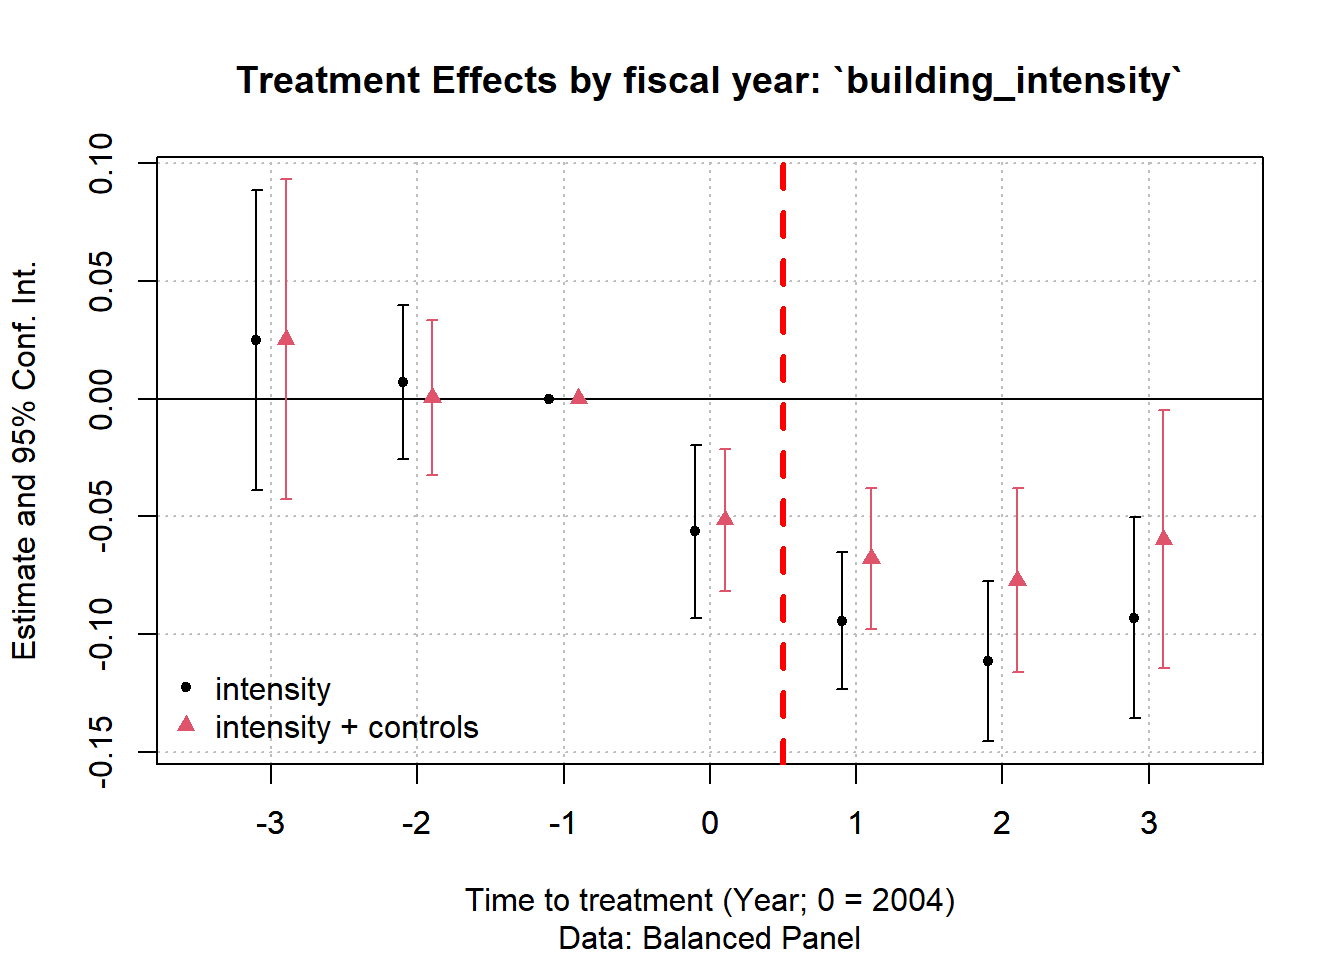 Treatment Effects by fiscal year: `building_intensity`
Estimate and 95% Conf. Int.
0.10
0.05
0.00
-0.05
-0.10
-0.15
intensity
intensity + controls
-3 -2 -1 0 1 2 3
Time to treatment (Year; 0 = 2004)
Data: Balanced Panel